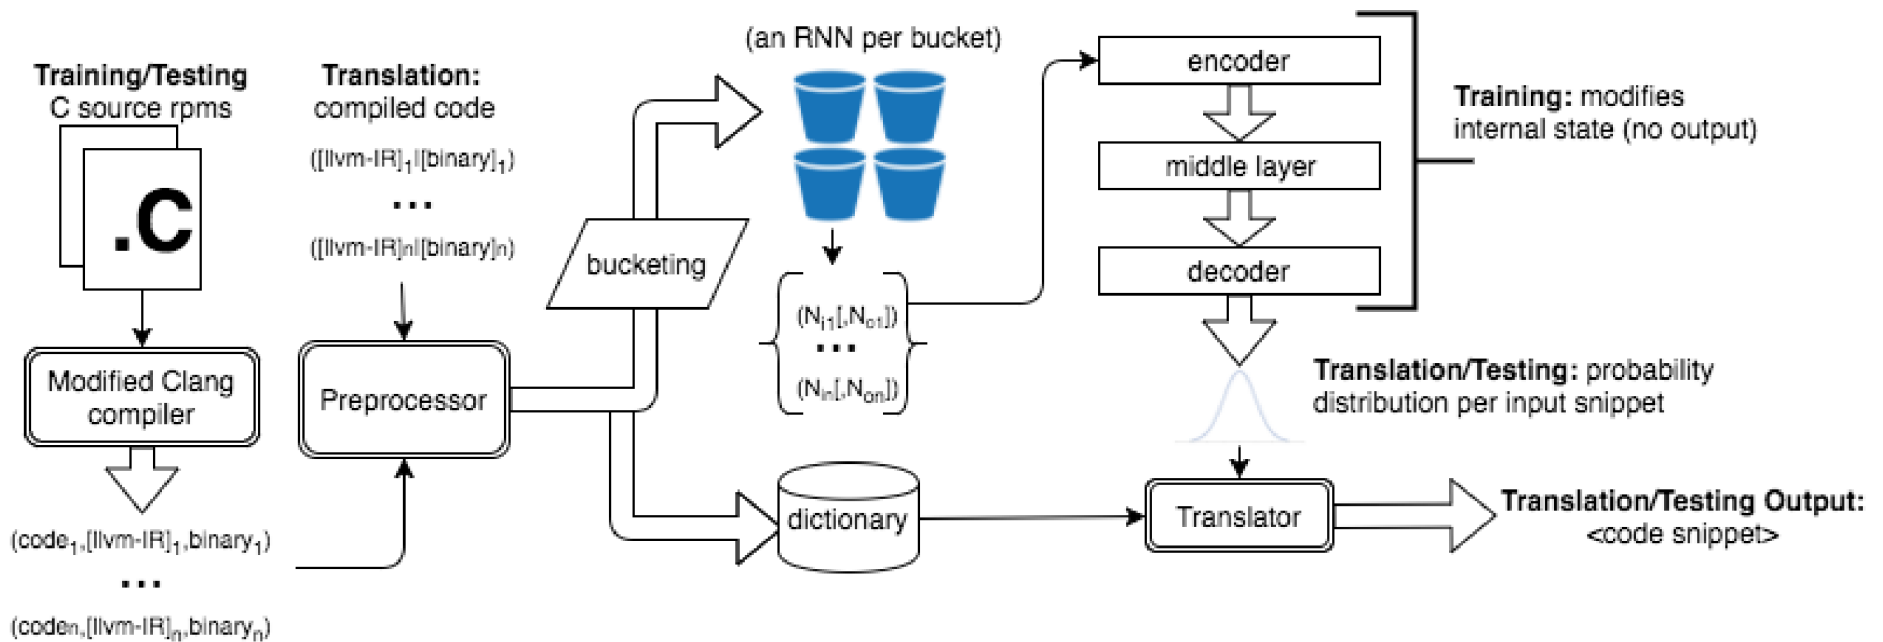 Training/Testing
C source rpms
.C
Modified Clang
compiler
(code1,[llvm-IR]1,binary1)
...
(coden,[llvm-IR]n,binaryn)
Translation:
compiled code
([llvm-IR]1|[binary]1)
...
([llvm-IR]n|[binary]n)
Preprocessor
bucketing
(an RNN per bucket)
(Ni1[,No1])
...
(Nin[,Non])
dictionary
encoder
middle layer
decoder
Training: modifies
internal state (no output)
Translation/Testing: probability
distribution per input snippet
Translator
Translation/Testing Output:
<code snippet>